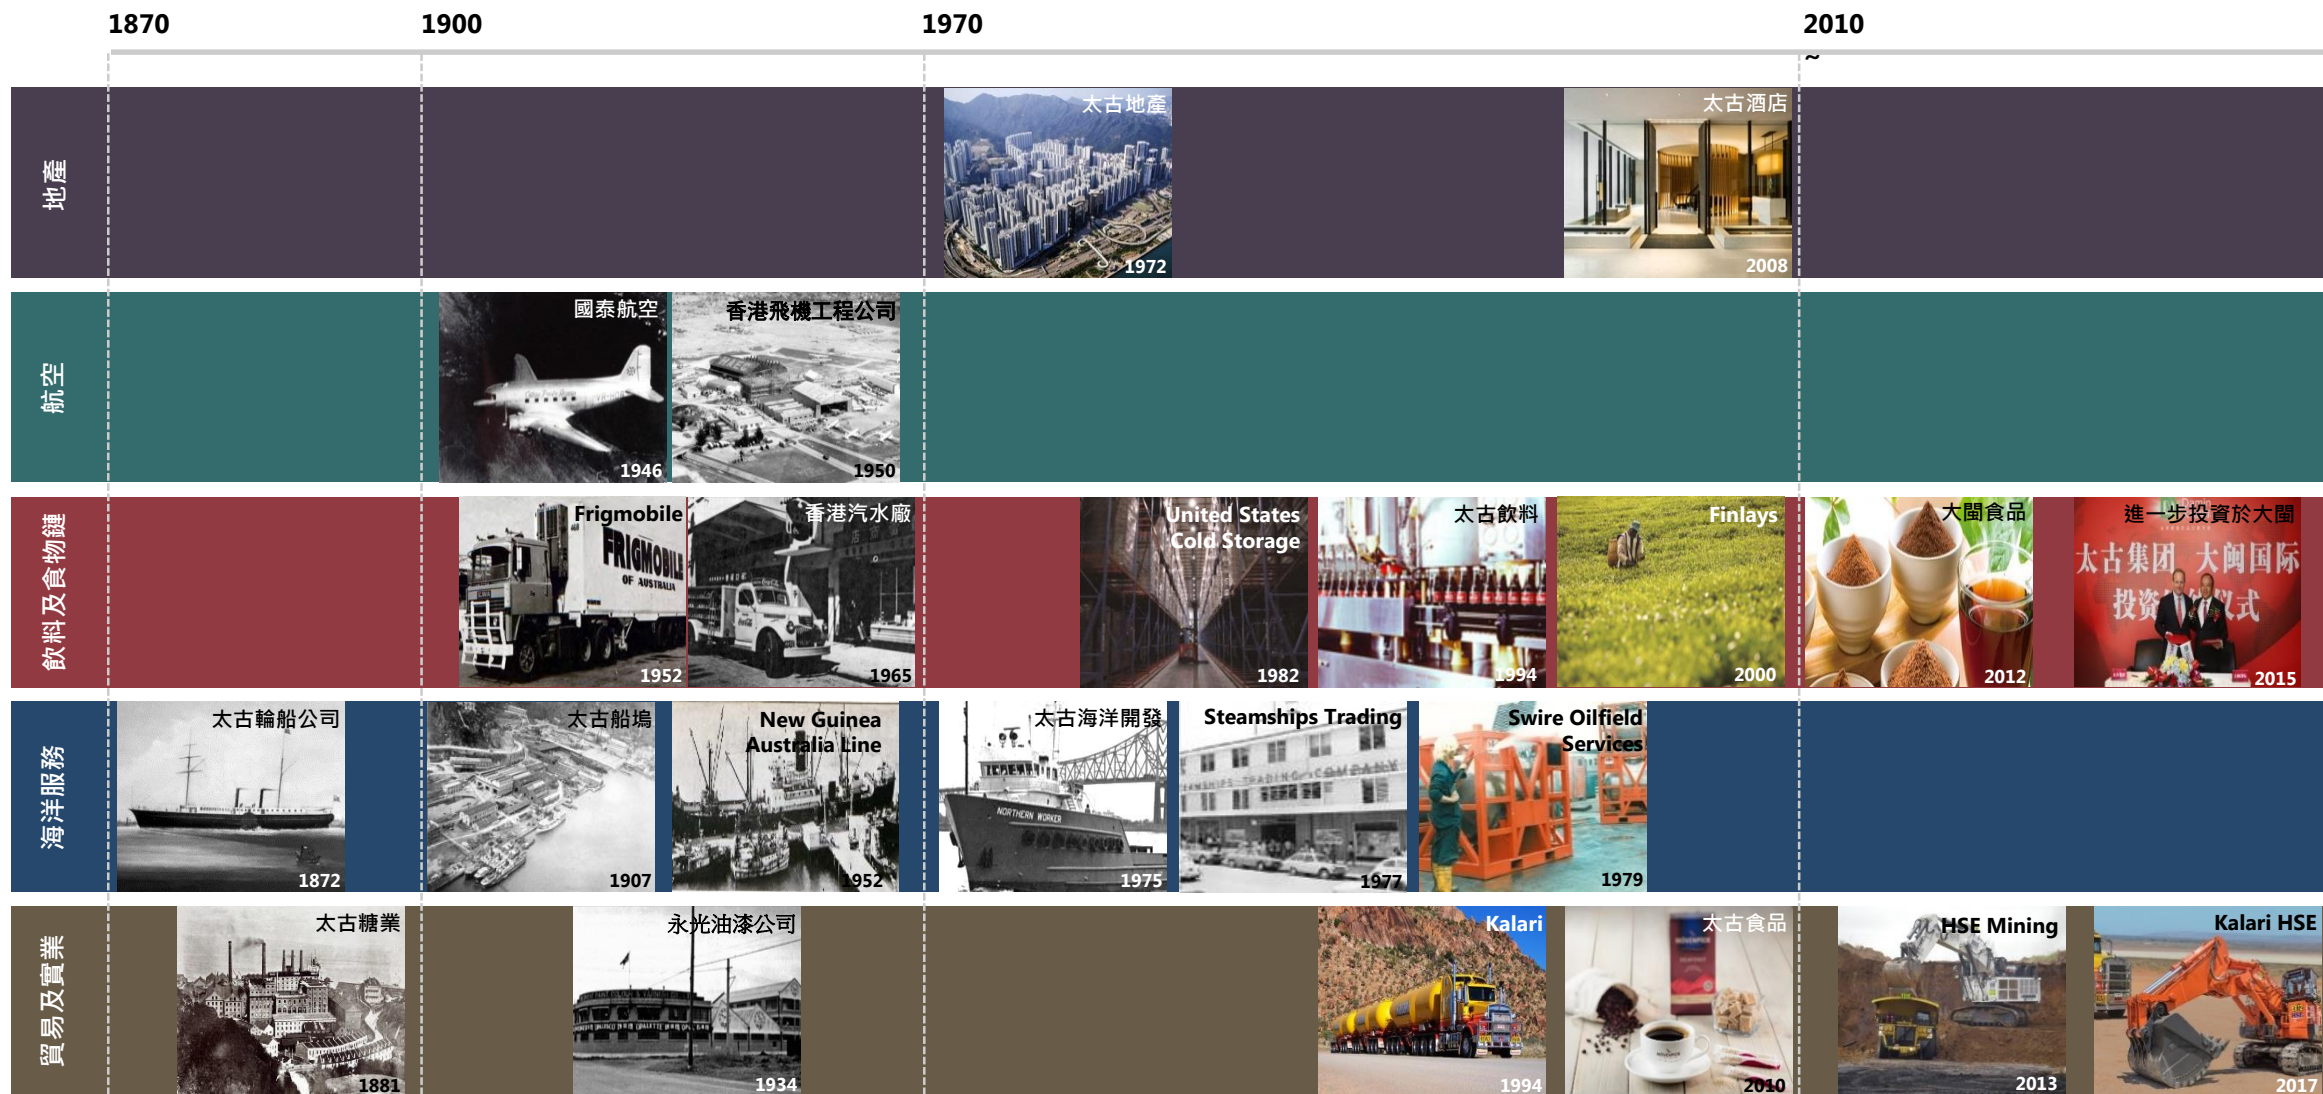 1870
1900
1970
2010
~
地產
太古地產
1972
太古酒店
2008
航空
國泰航空
1946
香港飛機工程公司
1950
飲料及食物鏈
Frigmobile
FRIGMOBILE
OF AUSTRALIA
1952
香港汽水廠
1965
United States
Cold Storage
1982
太古飲料
1994
Finlays
2000
大閩食品
2012
進一步投資於大閩
太古集团 大闽国际
2015
海洋服務
太古輪船公司
1872
太古船塢
1907
New Guinea
Australia Line
1952
太古海洋開發
NORTHERN WORKER
1975
Steamships Trading
1977
Swire Oilfield
Services
1979
貿易及實業
太古糖業
1881
永光油漆公司
1934
Kalari
1994
太古食品
2010
HSE Mining
2013
Kalari HSE
2017